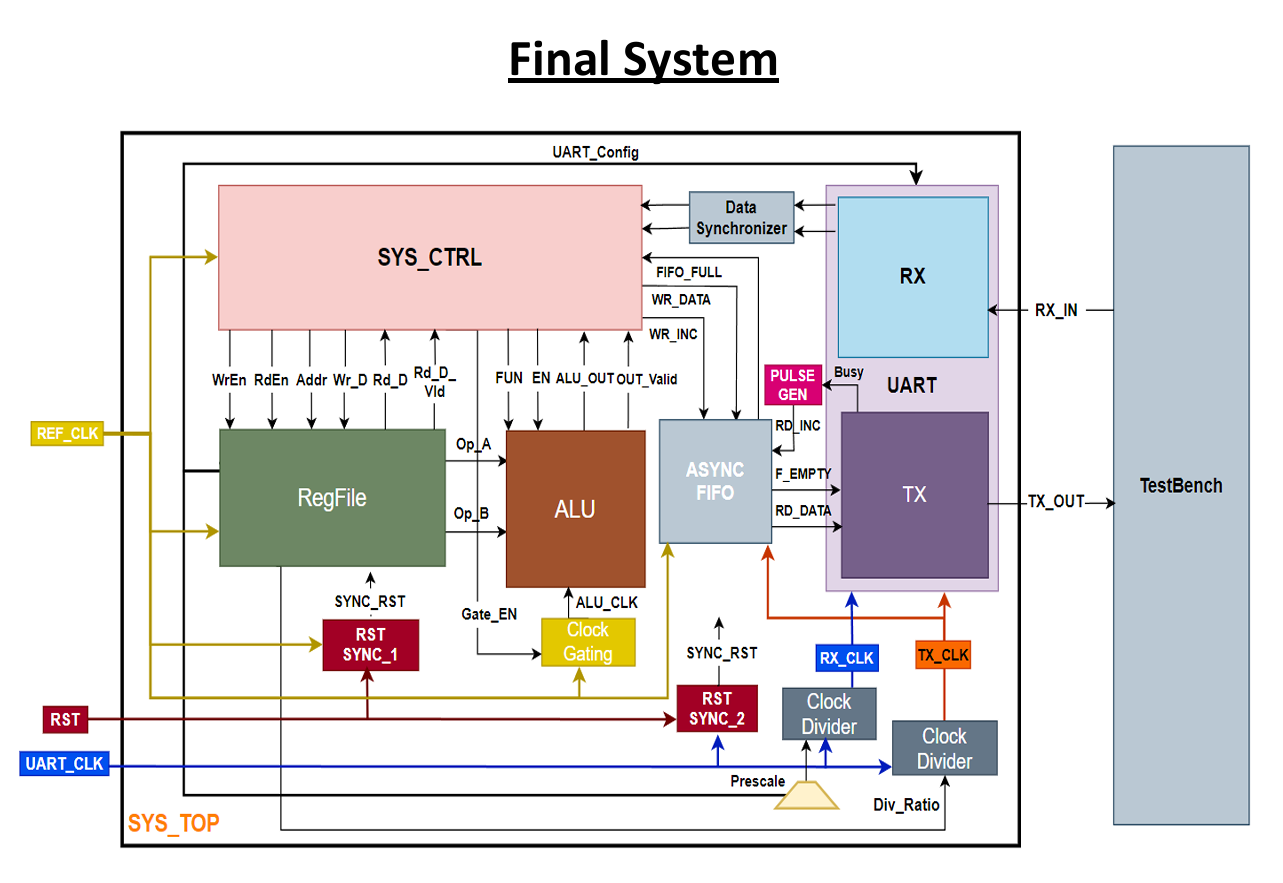 Final System
UART_Config
Data
Synchronizer
SYS_CTRL
RX
FIFO_FULL
WR_DATA
WR_INC
RX_IN
WrEn
RdEn
Addr
Wr_D
Rd_D
Rd_D_
Vld
FUN
EN
ALU_OUT
OUT_Valid
PULSE
GEN
Busy
UART
REF_CLK
RD_INC
Op_A
ASYNC
FIFO
F_EMPTY
RegFile
ALU
TX
TX_OUT
TestBench
Op_B
RD_DATA
SYNC_RST
Gate_EN
ALU_CLK
RST
SYNC_1
Clock
Gating
SYNC_RST
RX_CLK
TX_CLK
RST
RST
SYNC_2
Clock
Divider
Clock
Divider
UART_CLK
Prescale
Div_Ratio
SYS_TOP